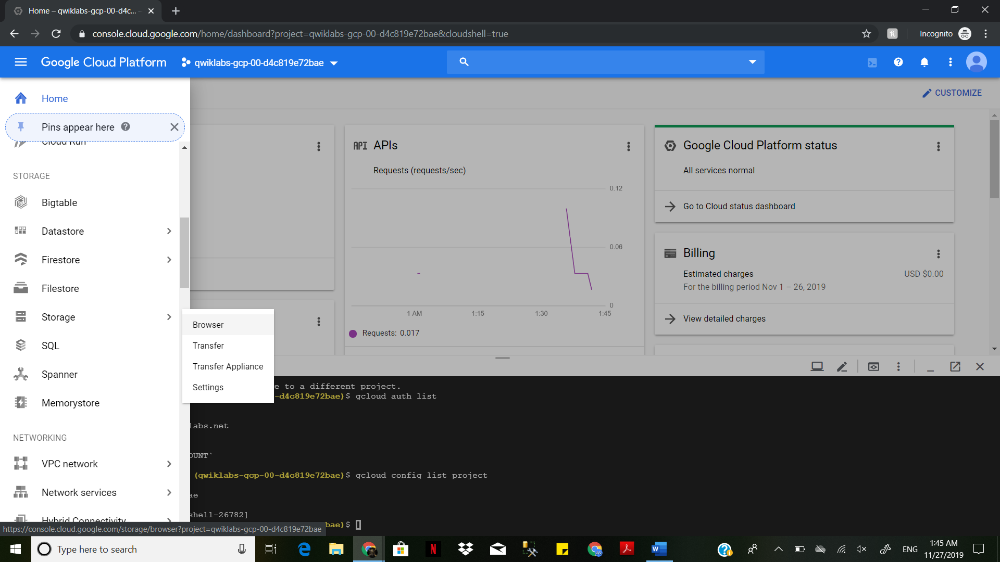 Home – qwiklabs-gcp-00-d4c... –
console.cloud.google.com/home/dashboard?project=qwiklabs-gcp-00-d4c819e72bae&cloudshell=true
Incognito
Google Cloud Platform
qwiklabs-gcp-00-d4c819e72bae
Home
CUSTOMIZE
Pins appear here
Cloud Run
STORAGE
Bigtable
Datastore
Firestore
Filestore
Storage
SQL
Spanner
Memorystore
NETWORKING
VPC network
Network services
Hybrid Connectivity
Browser
Transfer
Transfer Appliance
Settings
API APIs
Requests (requests/sec)
0.12
0.06
0
1 AM 1:15 1:30 1:45
Requests: 0.017
Google Cloud Platform status
All services normal
Go to Cloud status dashboard
Billing
Estimated charges USD $0.00
For the billing period Nov 1 – 26, 2019
View detailed charges
e to a different project.
-d4c819e72bae)$ gcloud auth list
labs.net
OUNT`
(qwiklabs-gcp-00-d4c819e72bae)$ gcloud config list project
ae
shell-26782]
bae)$
https://console.cloud.google.com/storage/browser?project=qwiklabs-gcp-00-d4c819e72bae
Type here to search
ENG
1:45 AM
11/27/2019